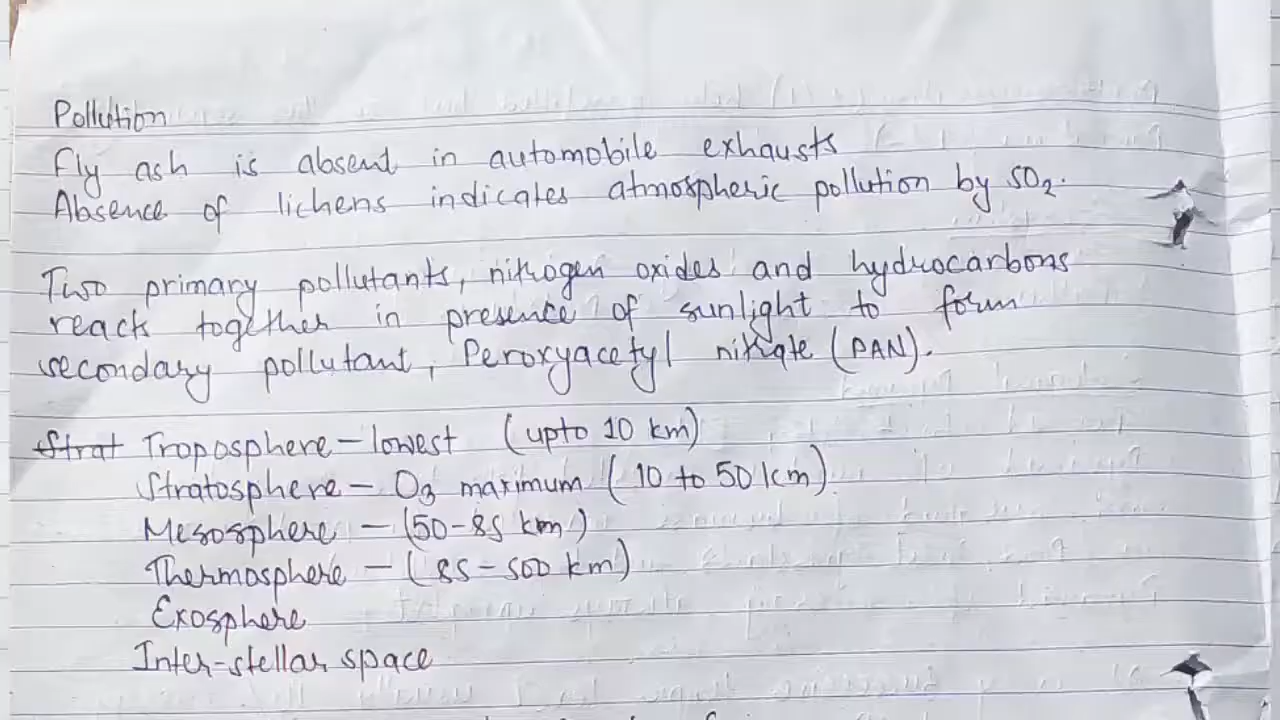 Pollution
Fly ash is absent in automobile exhausts
Absence of lichens indicates atmospheric pollution by SO2.
Two primary pollutants, nitrogen oxides and hydrocarbons
reacts together in presence of sunlight to form
secondary pollutant, Peroxyacetyl nitrate (PAN).
Strat Troposphere – lowest (upto 10 km)
Stratosphere – O3 maximum (10 to 50 km).
Mesosphere – (50-85 km)
Thermosphere – (85-500 km)
Exosphere
Inter-stellar space